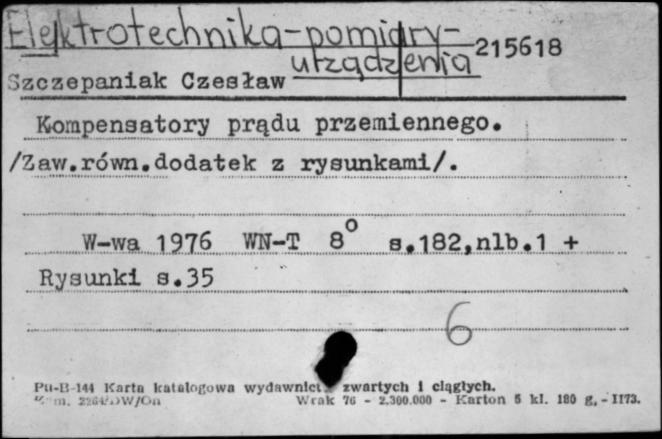 Elektrotechnika-pomiary-
urządzenia 215618
Szczepaniak Czesław
Kompensatory prądu przemiennego.
/Zaw.równ.dodatek z rysunkami/.
W-wa 1976 WN-T 8° s.182,nlb.1 +
Rysunki s.35
6
Pu-B-144 Karta katalogowa wydawnict zwartych i ciągłych.
Wrak 76 - 2.300.000 - Karton 5 kl. 180 g, - 1173.